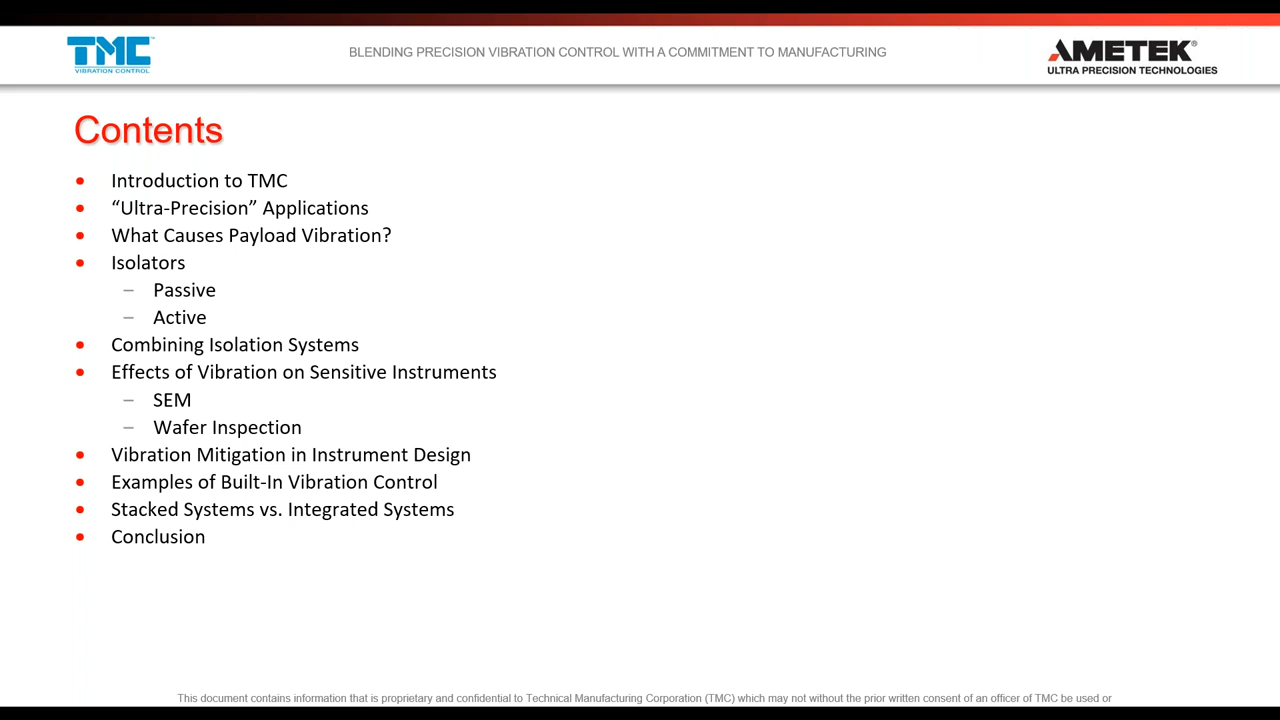 TMC
VIBRATION CONTROL
BLENDING PRECISION VIBRATION CONTROL WITH A COMMITMENT TO MANUFACTURING
AMETEK®
ULTRA PRECISION TECHNOLOGIES
Contents
• Introduction to TMC
• “Ultra-Precision” Applications
• What Causes Payload Vibration?
• Isolators
– Passive
– Active
• Combining Isolation Systems
• Effects of Vibration on Sensitive Instruments
– SEM
– Wafer Inspection
• Vibration Mitigation in Instrument Design
• Examples of Built-In Vibration Control
• Stacked Systems vs. Integrated Systems
• Conclusion
This document contains information that is proprietary and confidential to Technical Manufacturing Corporation (TMC) which may not without the prior written consent of an officer of TMC be used or